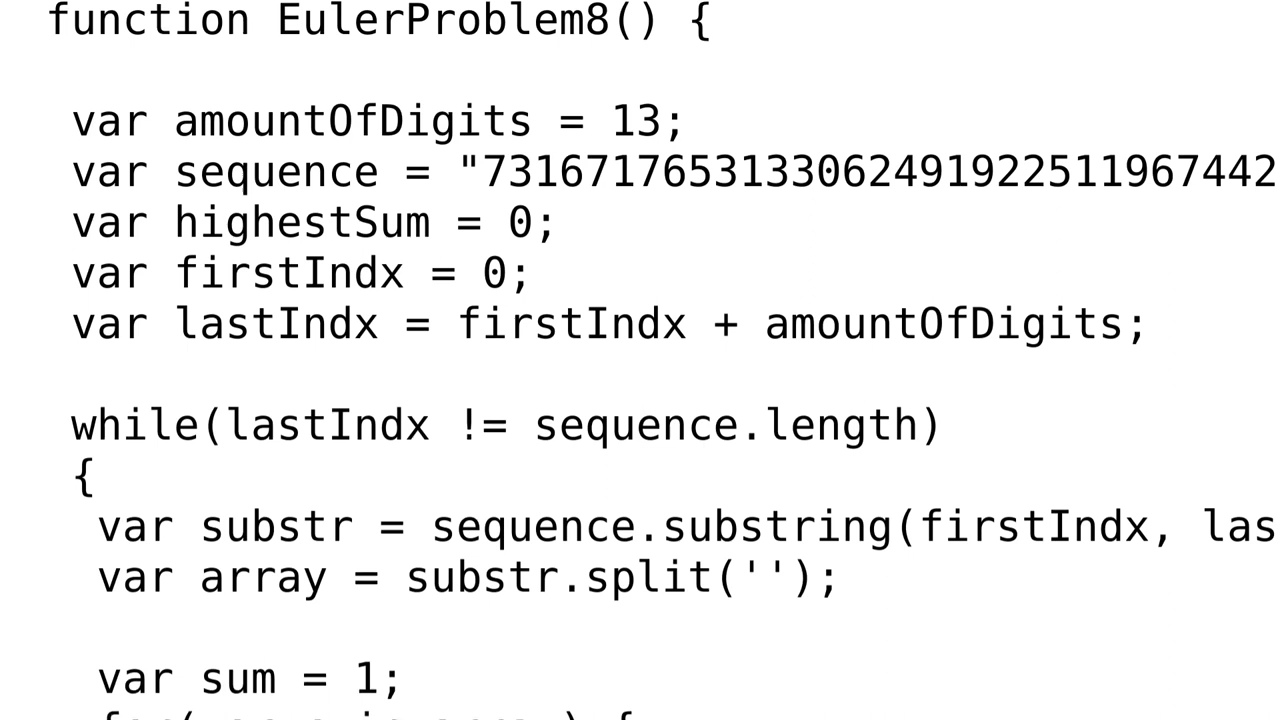 function EulerProblem8() {
var amountOfDigits = 13;
var sequence = "7316717653133062491922511967442
var highestSum = 0;
var firstIndx = 0;
var lastIndx = firstIndx + amountOfDigits;
while(lastIndx != sequence.length)
{
var substr = sequence.substring(firstIndx, las
var array = substr.split('');
var sum = 1;